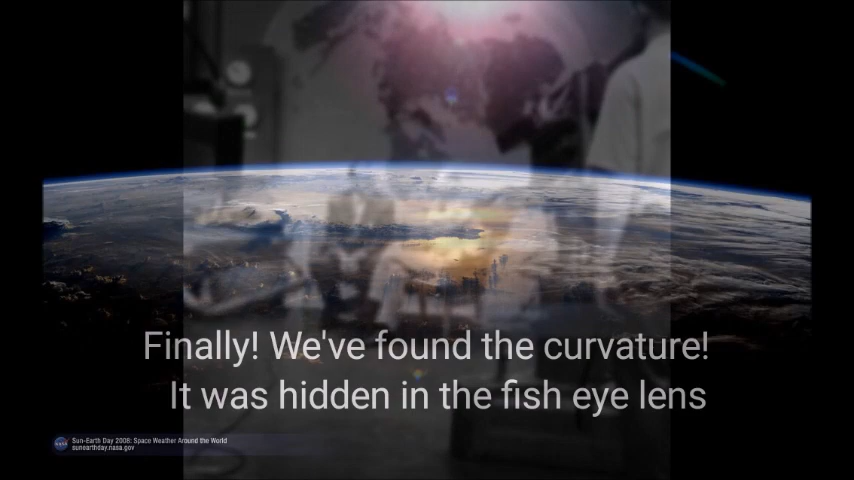 Finally! We've found the curvature!
It was hidden in the fish eye lens
Sun-Earth Day 2008: Space Weather Around the World
sunearthday.nasa.gov